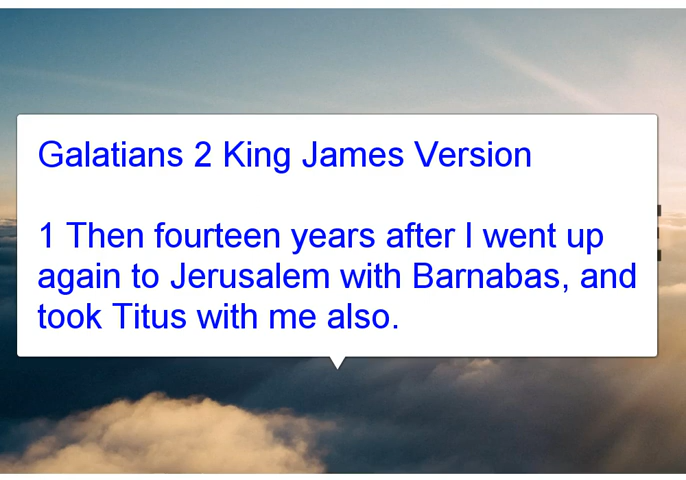 Galatians 2 King James Version
1 Then fourteen years after I went up
again to Jerusalem with Barnabas, and
took Titus with me also.